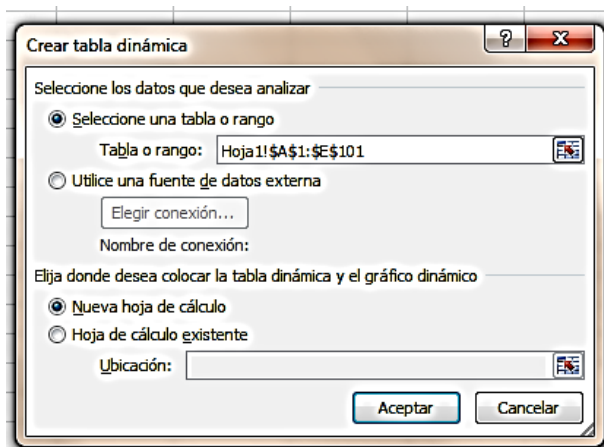 Crear tabla dinámica
Seleccione los datos que desea analizar
Seleccione una tabla o rango
Tabla o rango: Hoja1!$A$1:$E$101
Utilice una fuente de datos externa
Elegir conexión...
Nombre de conexión:
Elija donde desea colocar la tabla dinámica y el gráfico dinámico
Nueva hoja de cálculo
Hoja de cálculo existente
Ubicación:
Aceptar Cancelar